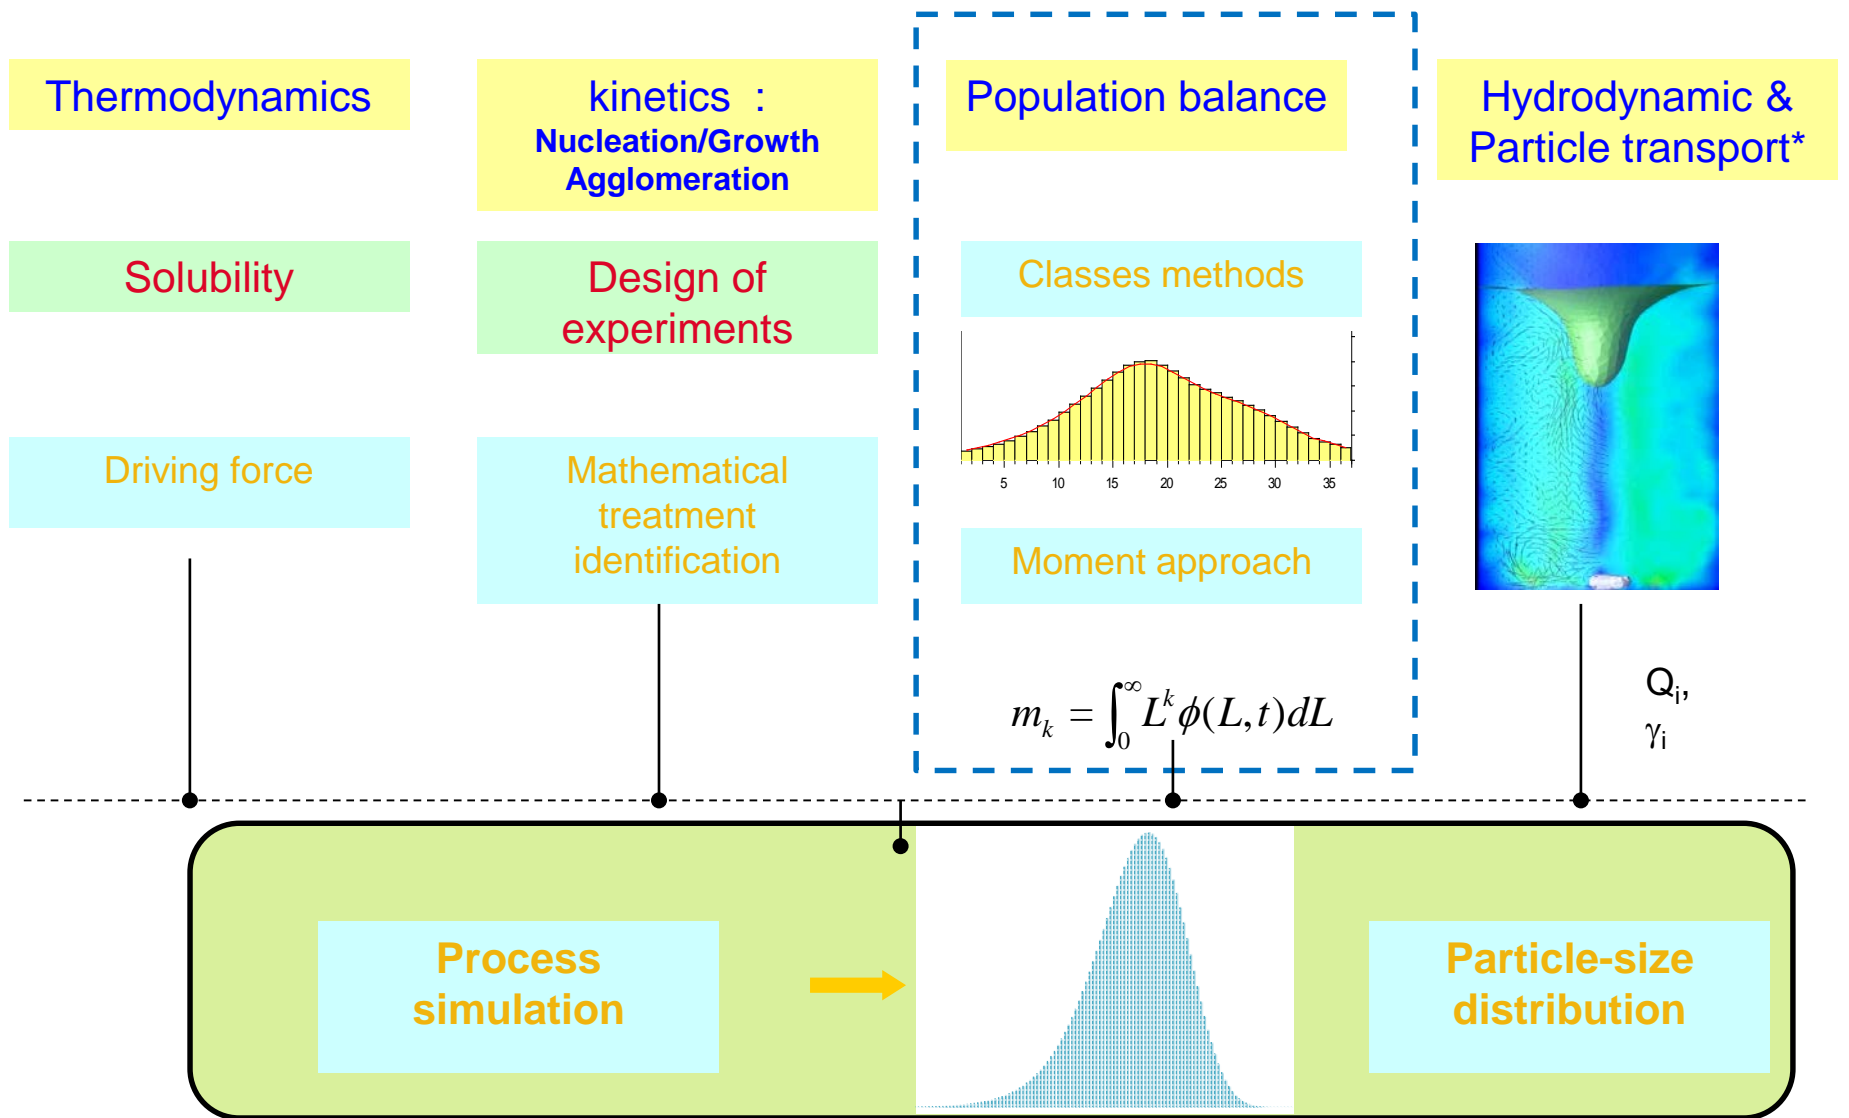 Thermodynamics
kinetics :
Nucleation/Growth
Agglomeration
Population balance
Hydrodynamic &
Particle transport*
Solubility
Design of
experiments
Classes methods
5 10 15 20 25 30 35
Driving force
Mathematical
treatment
identification
Moment approach
m_k = ∫_0^∞ L^k ϕ(L,t)dL
Q_i,
γ_i
Process
simulation
Particle-size
distribution